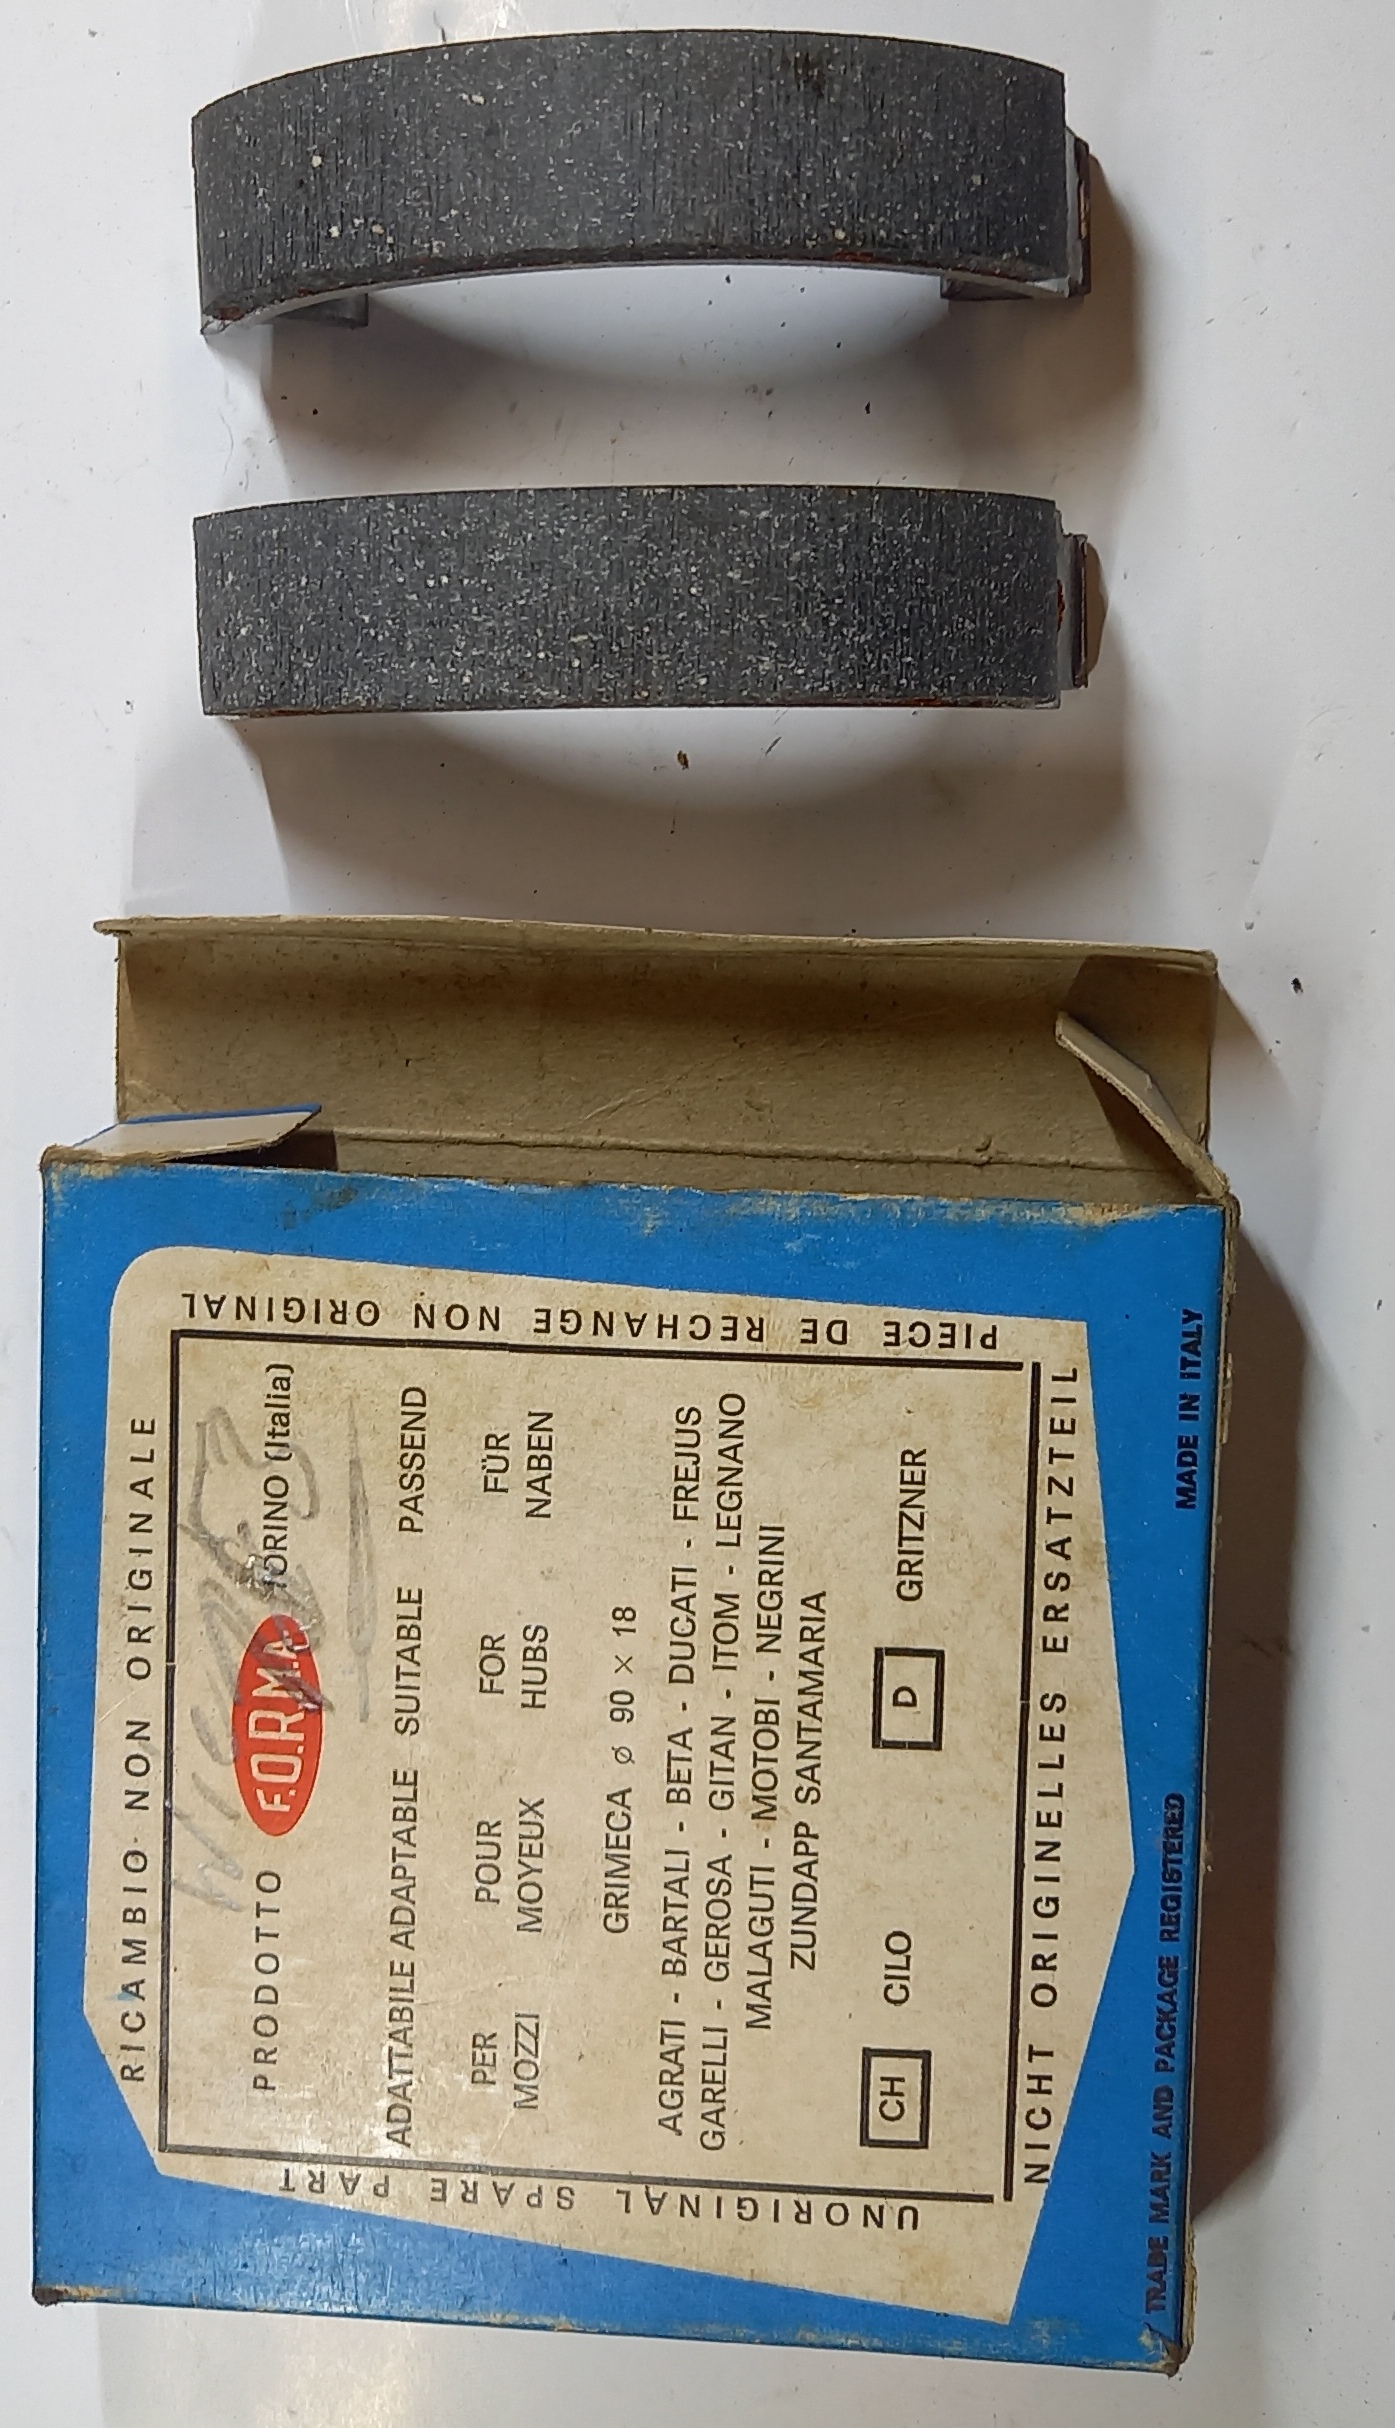 RICAMBIO NON ORIGINALE
PRODOTTO F.O.R.M.A. TORINO (Italia)
ADATTABILE ADAPTABLE SUITABLE PASSEND
PER POUR FOR FÜR
MOZZI MOYEUX HUBS NABEN
GRIMECA ⌀ 90 × 18
AGRATI - BARTALI - BETA - DUCATI - FREJUS
GARELLI - GEROSA - GITAN - ITOM - LEGNANO
MALAGUTI - MOTOBI - NEGRINI
ZUNDAPP SANTAMARIA
CH CILO D GRITZNER
NICHT ORIGINELLES ERSATZTEIL
UNORIGINAL SPARE PART
PIECE DE RECHANGE NON ORIGINAL
TRADE MARK AND PACKAGE REGISTERED MADE IN ITALY